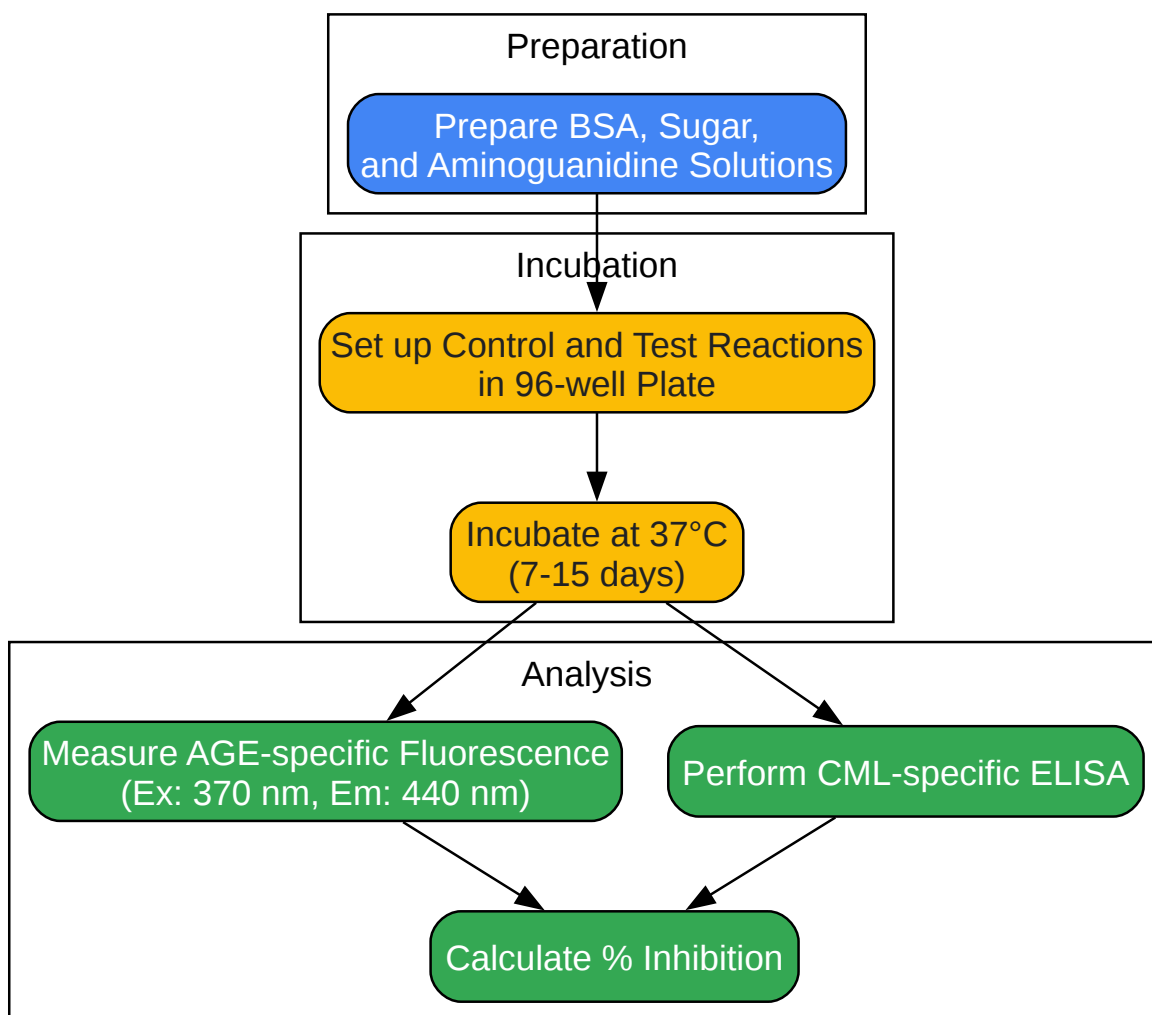 Preparation
Prepare BSA, Sugar,
and Aminoguanidine Solutions
Incubation
Set up Control and Test Reactions
in 96-well Plate
Incubate at 37°C
(7-15 days)
Analysis
Measure AGE-specific Fluorescence
(Ex: 370 nm, Em: 440 nm)
Perform CML-specific ELISA
Calculate % Inhibition